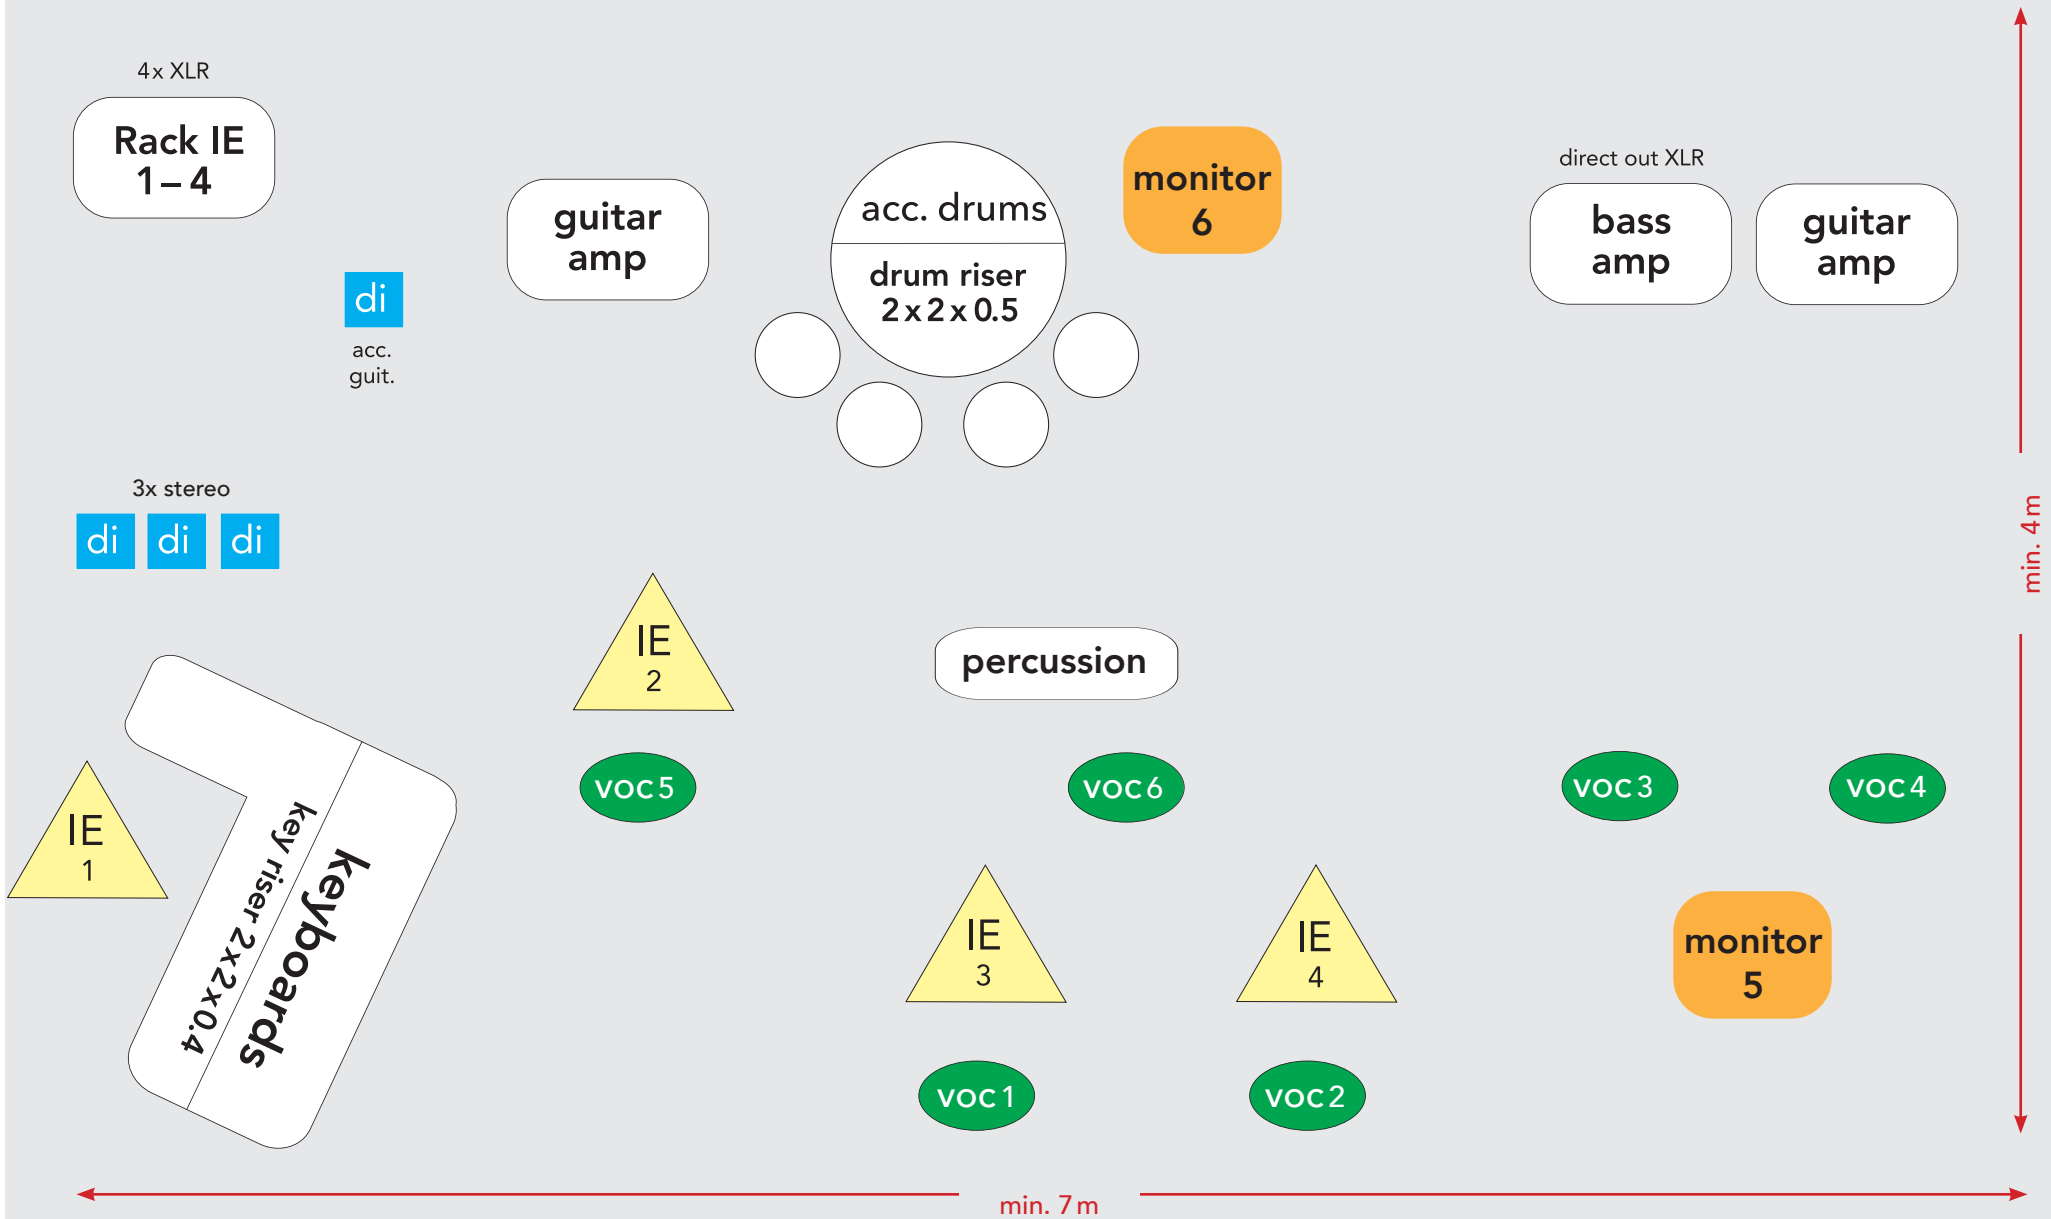 4x XLR
Rack IE
1–4
guitar
amp
acc. drums
drum riser
2x2x0.5
monitor
6
direct out XLR
bass
amp
guitar
amp
di
acc.
guit.
3x stereo
di di di
min. 4m
IE
2
percussion
IE
1
keyboards
key riser 2x2x0.4
voc5
voc6
voc3
voc4
IE
3
IE
4
monitor
5
voc1
voc2
min. 7m